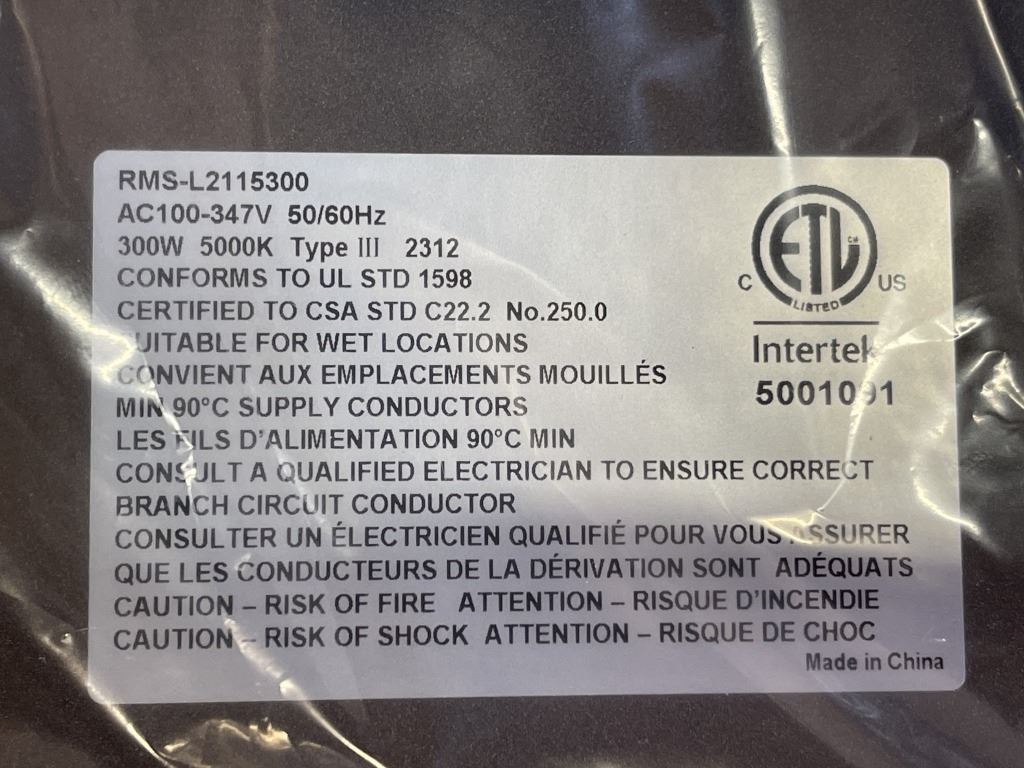 RMS-L2115300
AC100-347V 50/60Hz
300W 5000K Type III 2312
CONFORMS TO UL STD 1598
CERTIFIED TO CSA STD C22.2 No.250.0
SUITABLE FOR WET LOCATIONS
CONVIENT AUX EMPLACEMENTS MOUILLÉS
MIN 90°C SUPPLY CONDUCTORS
LES FILS D'ALIMENTATION 90°C MIN
CONSULT A QUALIFIED ELECTRICIAN TO ENSURE CORRECT
BRANCH CIRCUIT CONDUCTOR
CONSULTER UN ÉLECTRICIEN QUALIFIÉ POUR VOUS ASSURER
QUE LES CONDUCTEURS DE LA DÉRIVATION SONT ADÉQUATS
CAUTION – RISK OF FIRE ATTENTION – RISQUE D'INCENDIE
CAUTION – RISK OF SHOCK ATTENTION – RISQUE DE CHOC
Made in China
ETL
CM
LISTED
C US
Intertek
5001091